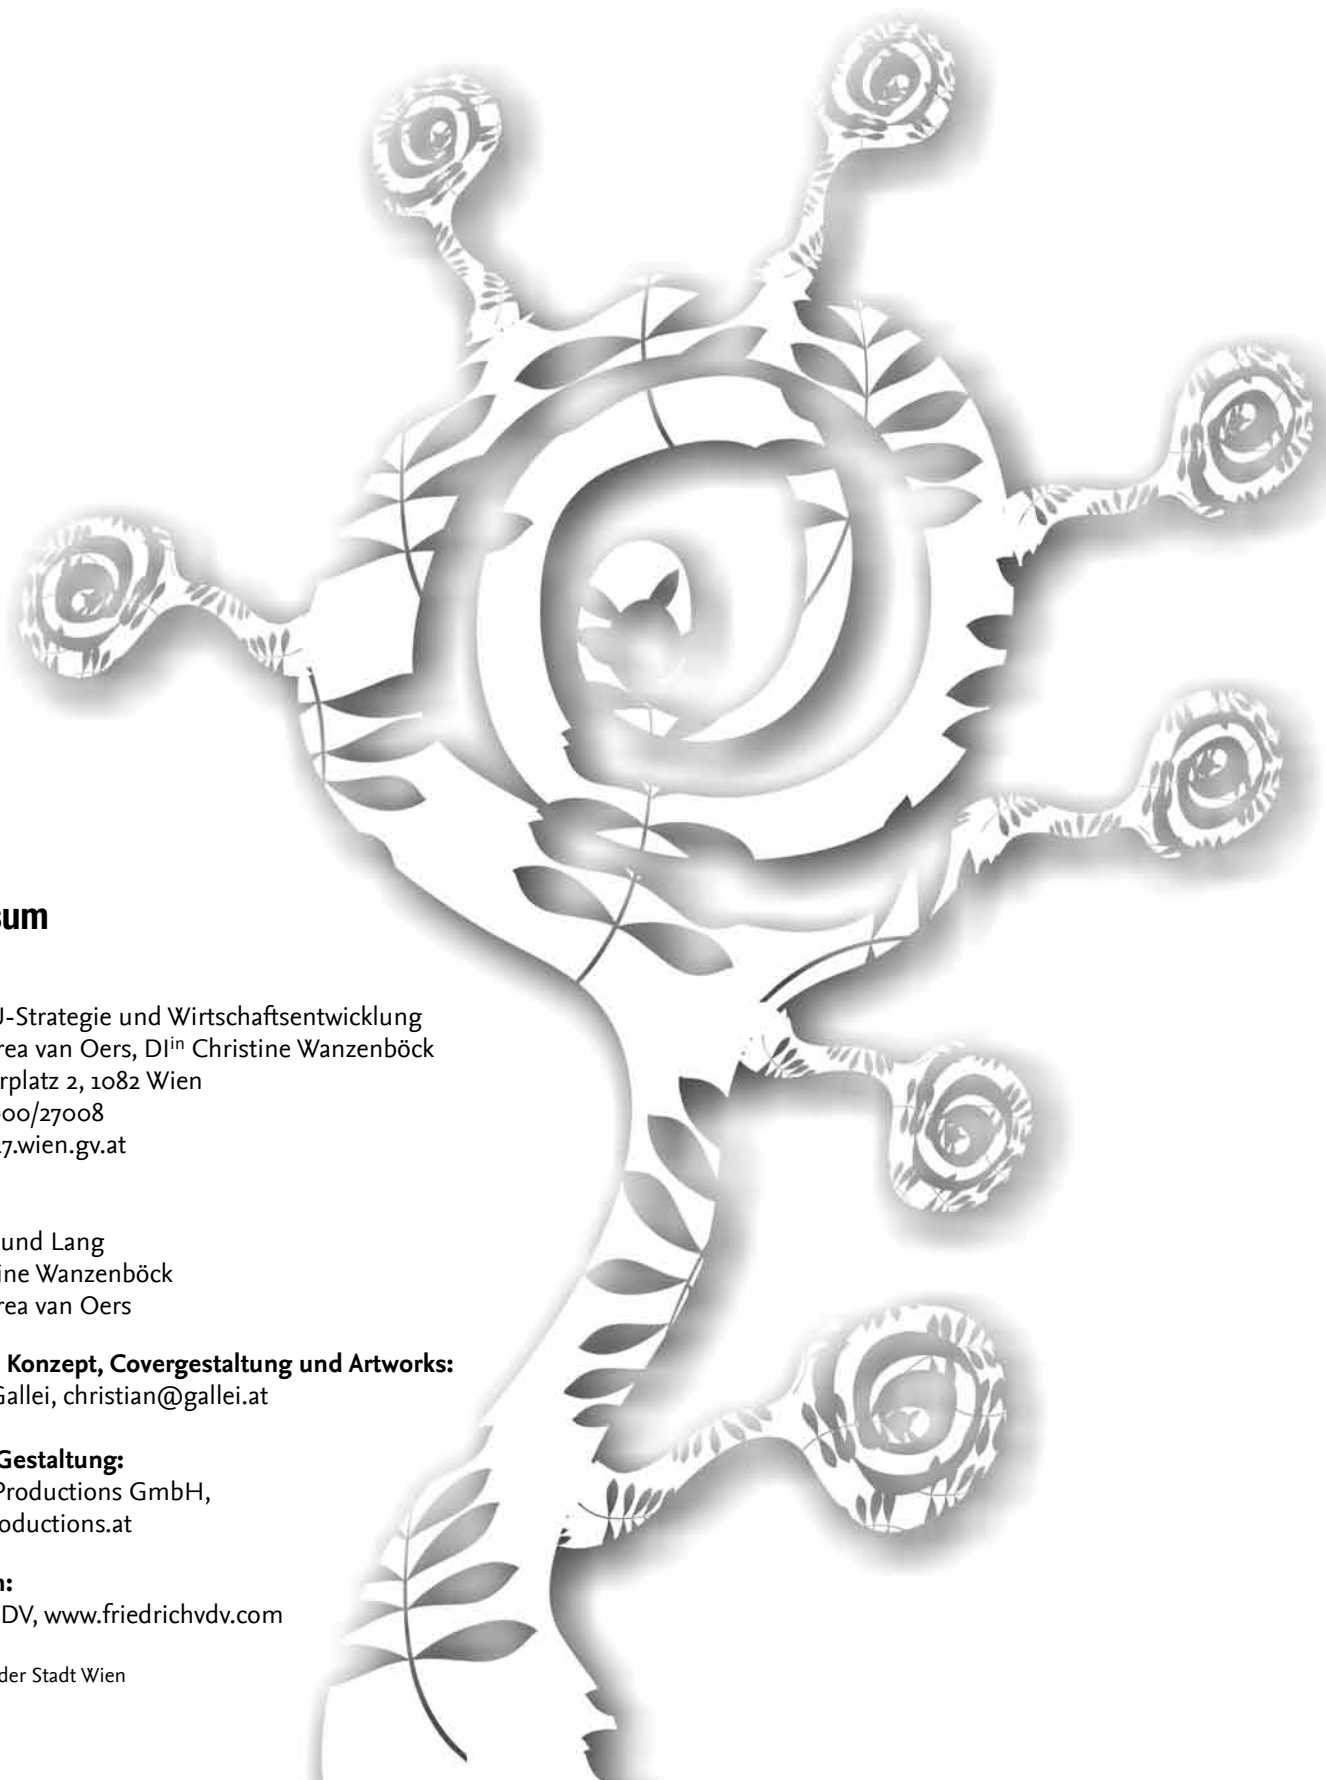 sum
J-Strategie und Wirtschaftsentwicklung
rea van Oers, DIin Christine Wanzenböck
rplatz 2, 1082 Wien
000/27008
27.wien.gv.at
und Lang
ine Wanzenböck
rea van Oers
Konzept, Covergestaltung und Artworks:
Gallei, christian@gallei.at
Gestaltung:
Productions GmbH,
oductions.at
n:
DV, www.friedrichvdv.com
der Stadt Wien